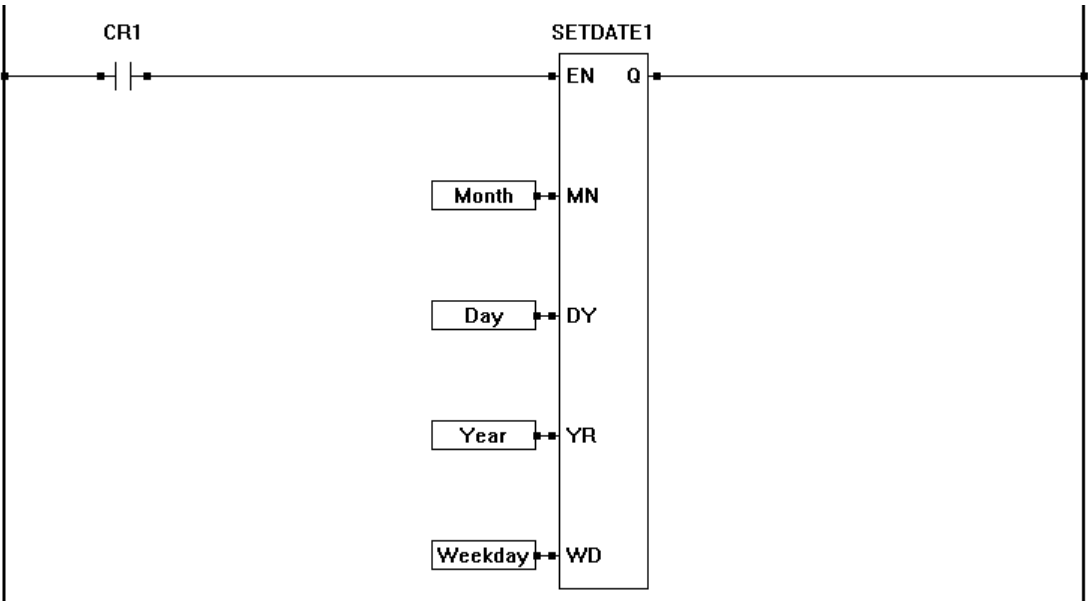 CR1 SETDATE1
EN Q
Month MN
Day DY
Year YR
Weekday WD